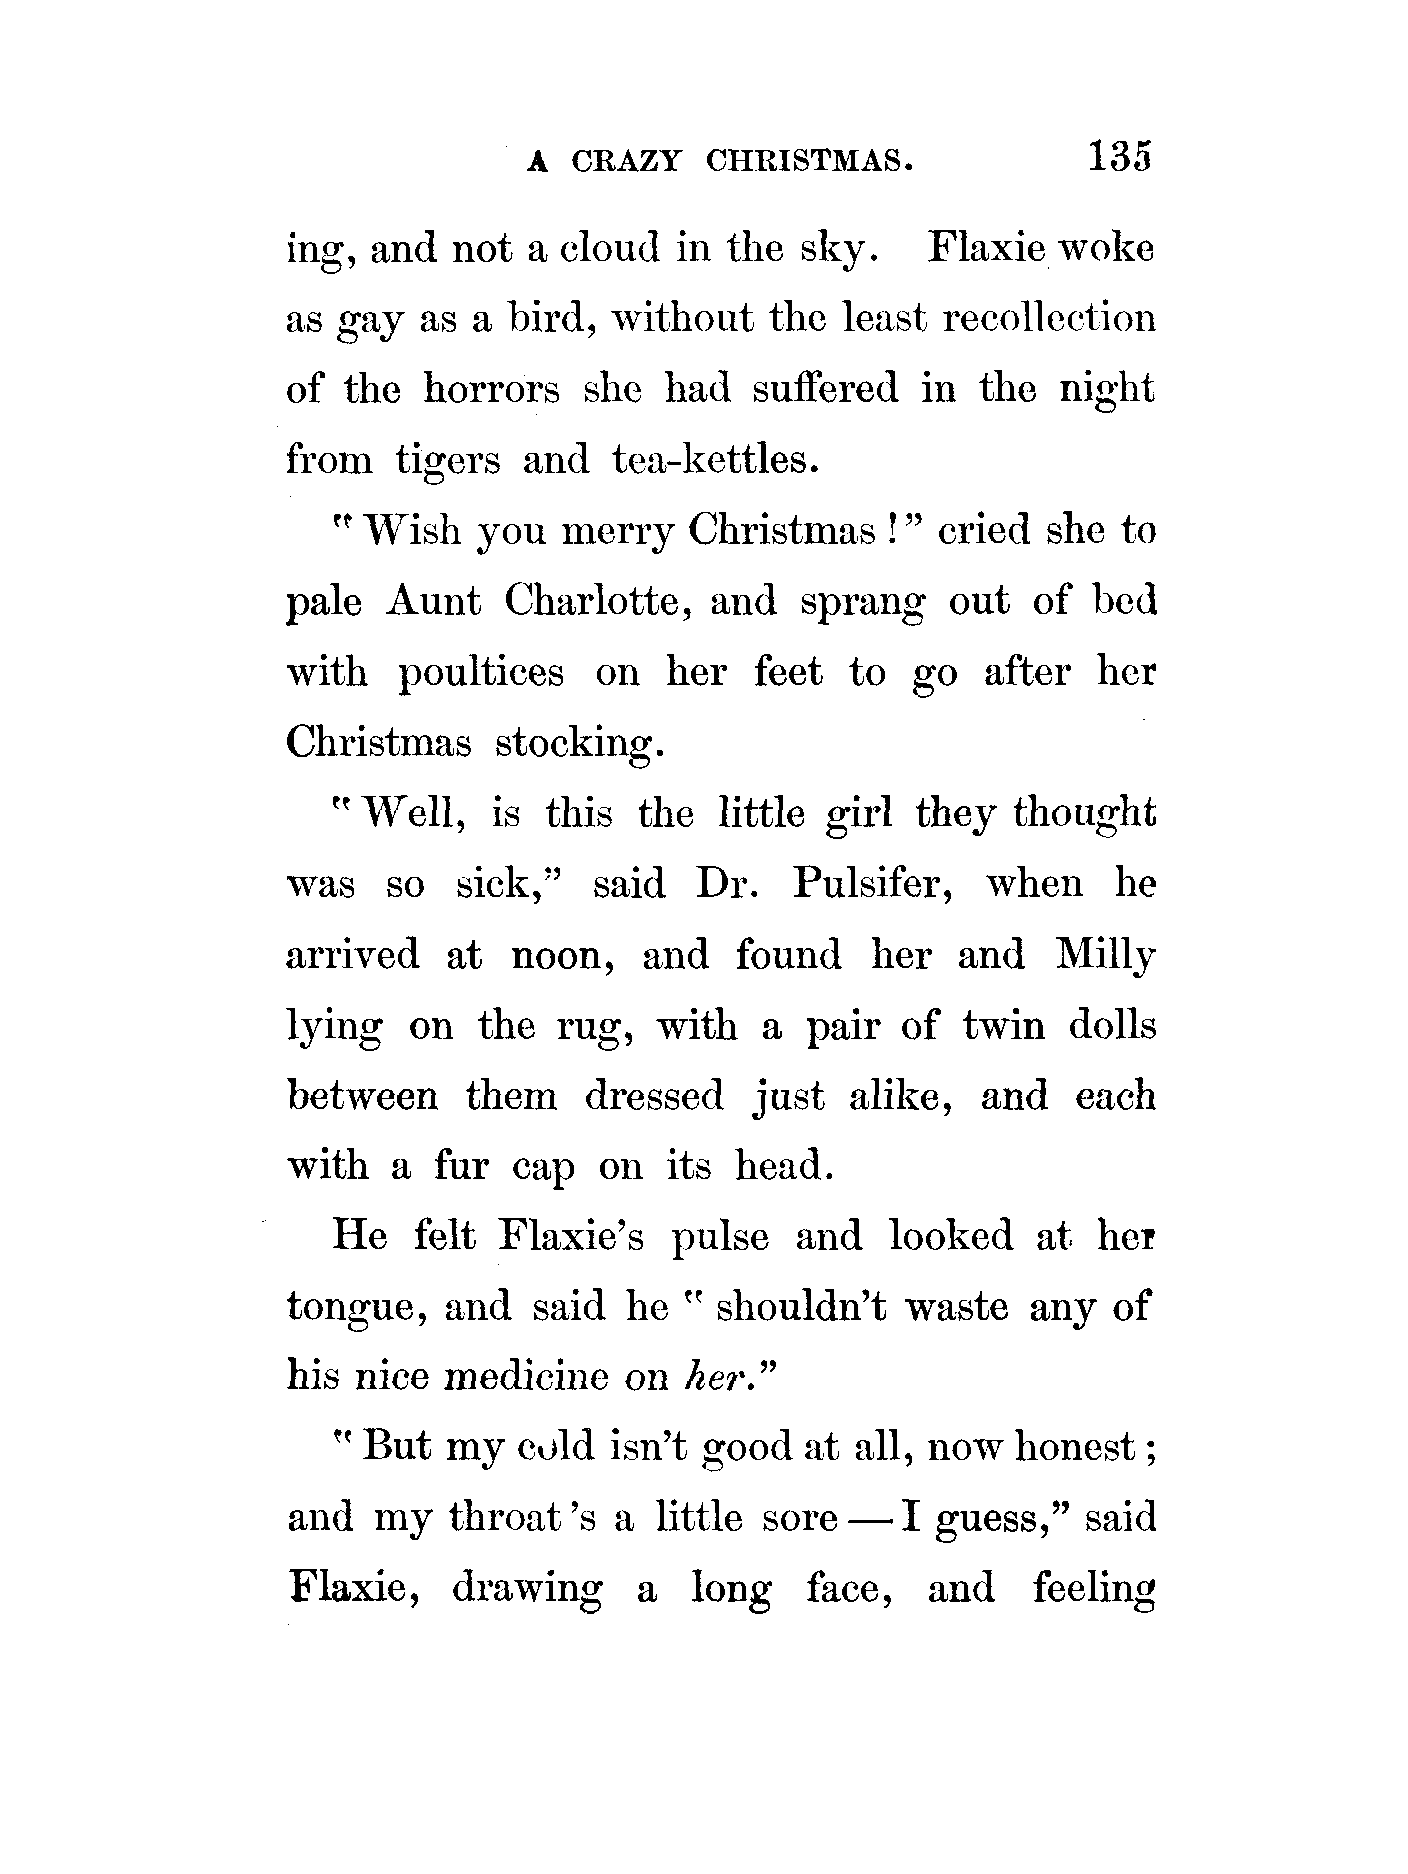 A CRAZY CHRISTMAS. 135
ing, and not a cloud in the sky. Flaxie woke
as gay as a bird, without the least recollection
of the horrors she had suffered in the night
from tigers and tea-kettles.
"Wish you merry Christmas!" cried she to
pale Aunt Charlotte, and sprang out of bed
with poultices on her feet to go after her
Christmas stocking.
"Well, is this the little girl they thought
was so sick," said Dr. Pulsifer, when he
arrived at noon, and found her and Milly
lying on the rug, with a pair of twin dolls
between them dressed just alike, and each
with a fur cap on its head.
He felt Flaxie's pulse and looked at her
tongue, and said he "shouldn't waste any of
his nice medicine on her."
"But my cold isn't good at all, now honest;
and my throat's a little sore—I guess," said
Flaxie, drawing a long face, and feeling